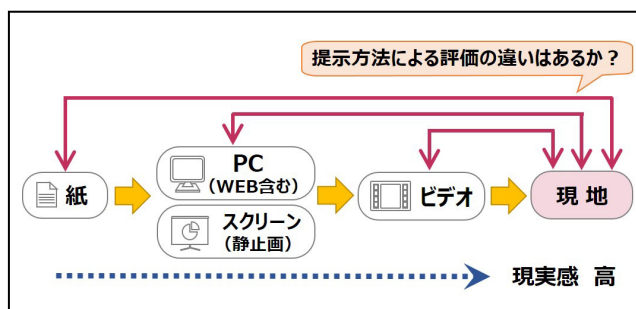 提示方法による評価の違いはあるか？
紙
PC
（WEB含む）
スクリーン
（静止画）
ビデオ
現 地
現実感 高